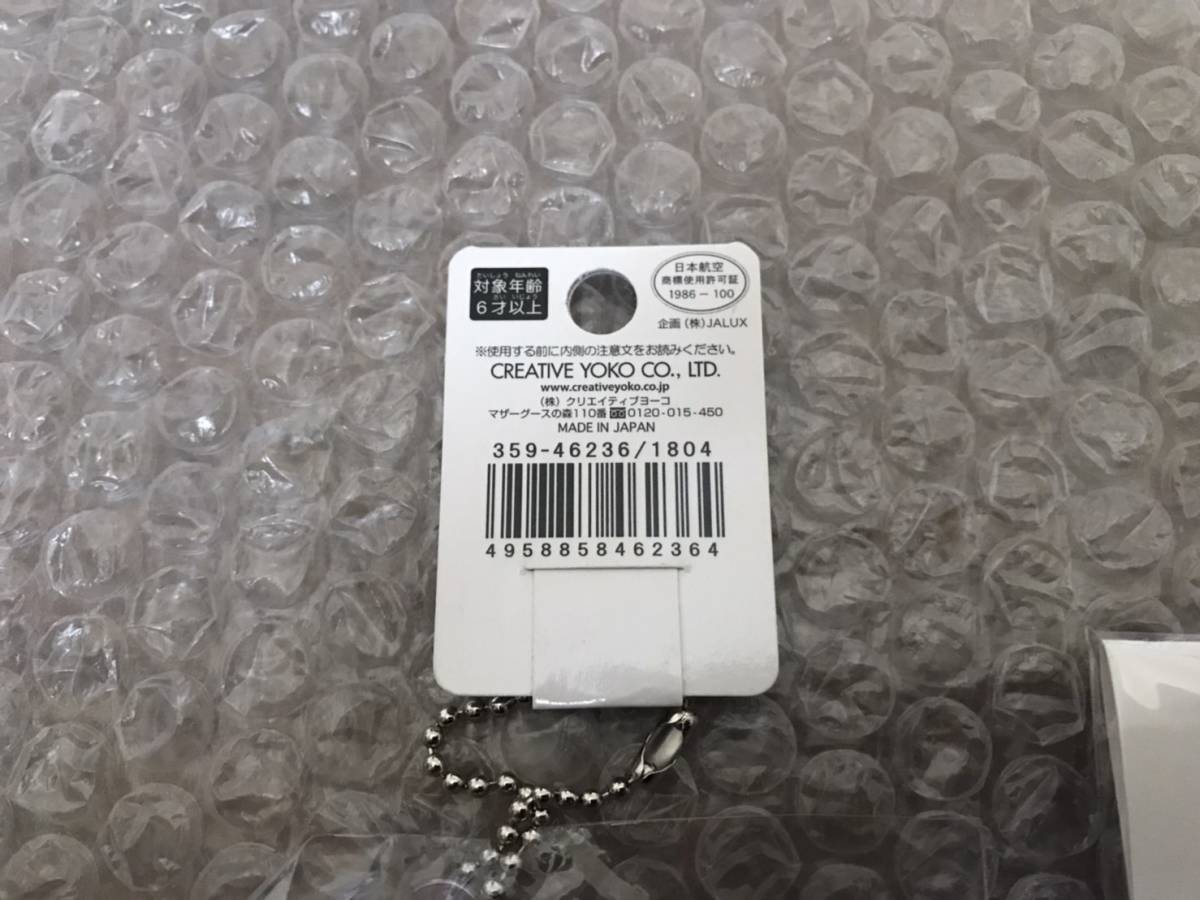 たいしょう ねんれい
対象年齢
さい いじょう
6才以上
日本航空
商標使用許可証
1986-100
企画(株)JALUX
※使用する前に内側の注意文をお読みください。
CREATIVE YOKO CO., LTD.
www.creativeyoko.co.jp
(株)クリエイティブヨーコ
マザーグースの森110番 0120-015-450
MADE IN JAPAN
359-46236/1804
4958858462364